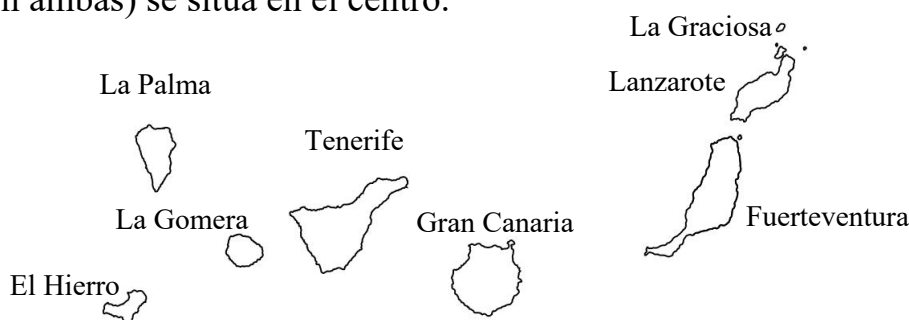 n ambas) se sitúa en el centro.
La Graciosa
Lanzarote
La Palma
Tenerife
La Gomera
Gran Canaria
Fuerteventura
El Hierro